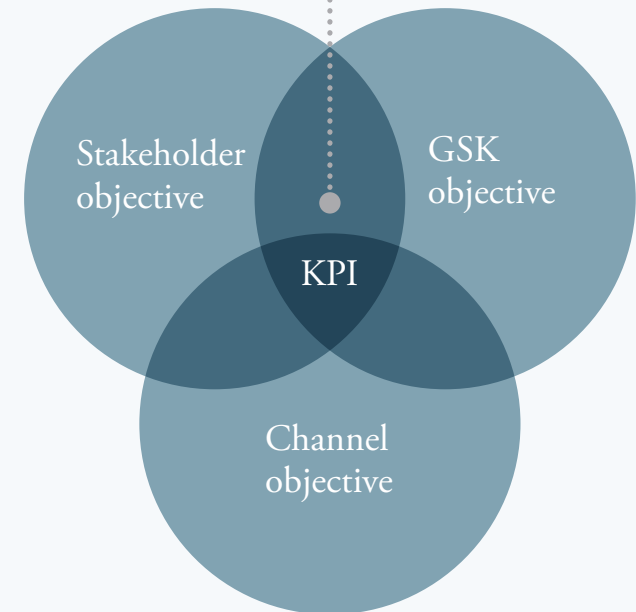 Stakeholder
objective
GSK
objective
KPI
Channel
objective